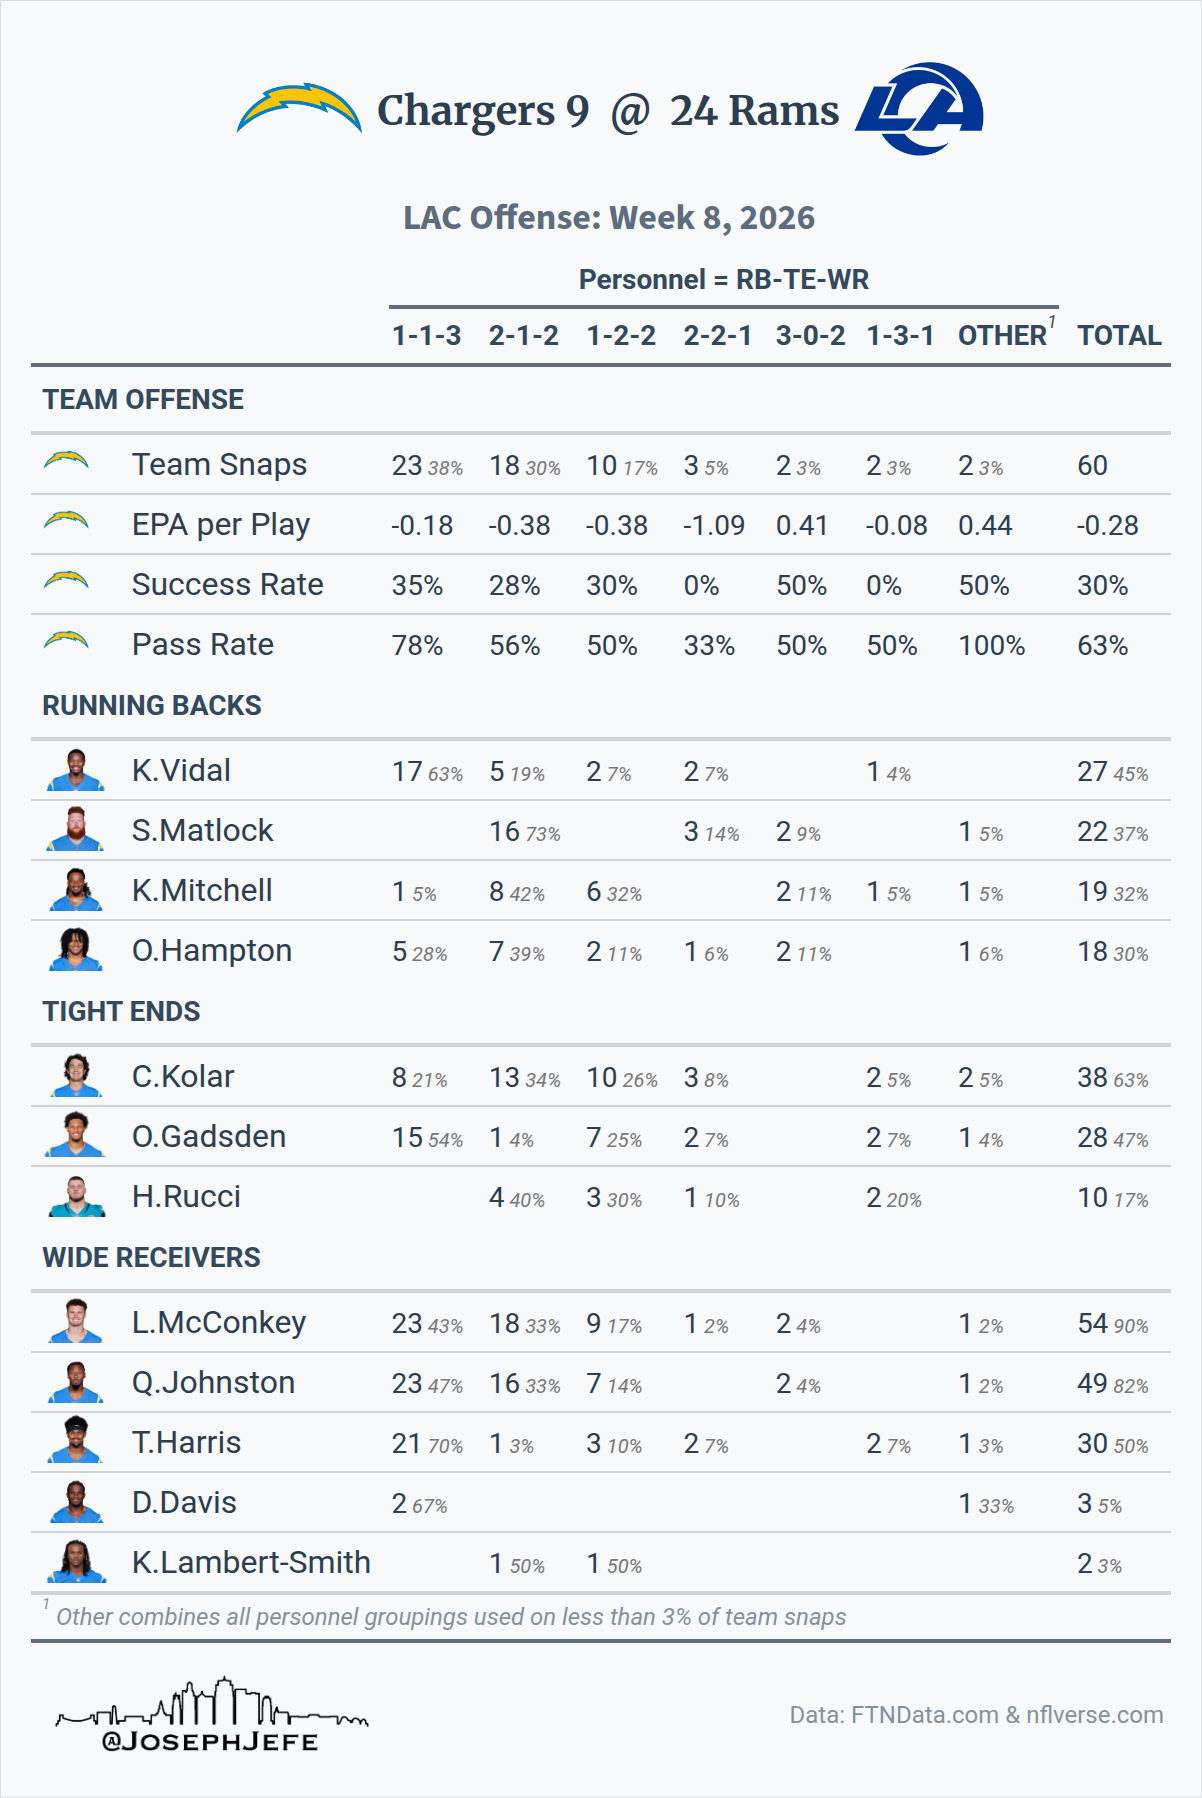 Chargers 9 @ 24 Rams
LA
LAC Offense: Week 8, 2026
Personnel = RB-TE-WR
1-1-3 2-1-2 1-2-2 2-2-1 3-0-2 1-3-1 OTHER1 TOTAL
TEAM OFFENSE
Team Snaps 23 38% 18 30% 10 17% 3 5% 2 3% 2 3% 2 3% 60
EPA per Play -0.18 -0.38 -0.38 -1.09 0.41 -0.08 0.44 -0.28
Success Rate 35% 28% 30% 0% 50% 0% 50% 30%
Pass Rate 78% 56% 50% 33% 50% 50% 100% 63%
RUNNING BACKS
K.Vidal 17 63% 5 19% 2 7% 2 7% 1 4% 27 45%
S.Matlock 16 73% 3 14% 2 9% 1 5% 22 37%
K.Mitchell 1 5% 8 42% 6 32% 2 11% 1 5% 1 5% 19 32%
O.Hampton 5 28% 7 39% 2 11% 1 6% 2 11% 1 6% 18 30%
TIGHT ENDS
C.Kolar 8 21% 13 34% 10 26% 3 8% 2 5% 2 5% 38 63%
O.Gadsden 15 54% 1 4% 7 25% 2 7% 2 7% 1 4% 28 47%
H.Rucci 4 40% 3 30% 1 10% 2 20% 10 17%
WIDE RECEIVERS
L.McConkey 23 43% 18 33% 9 17% 1 2% 2 4% 1 2% 54 90%
Q.Johnston 23 47% 16 33% 7 14% 2 4% 1 2% 49 82%
T.Harris 21 70% 1 3% 3 10% 2 7% 2 7% 1 3% 30 50%
D.Davis 2 67% 1 33% 3 5%
K.Lambert-Smith 1 50% 1 50% 2 3%
1 Other combines all personnel groupings used on less than 3% of team snaps
@JosephJefe
Data: FTNData.com & nflverse.com